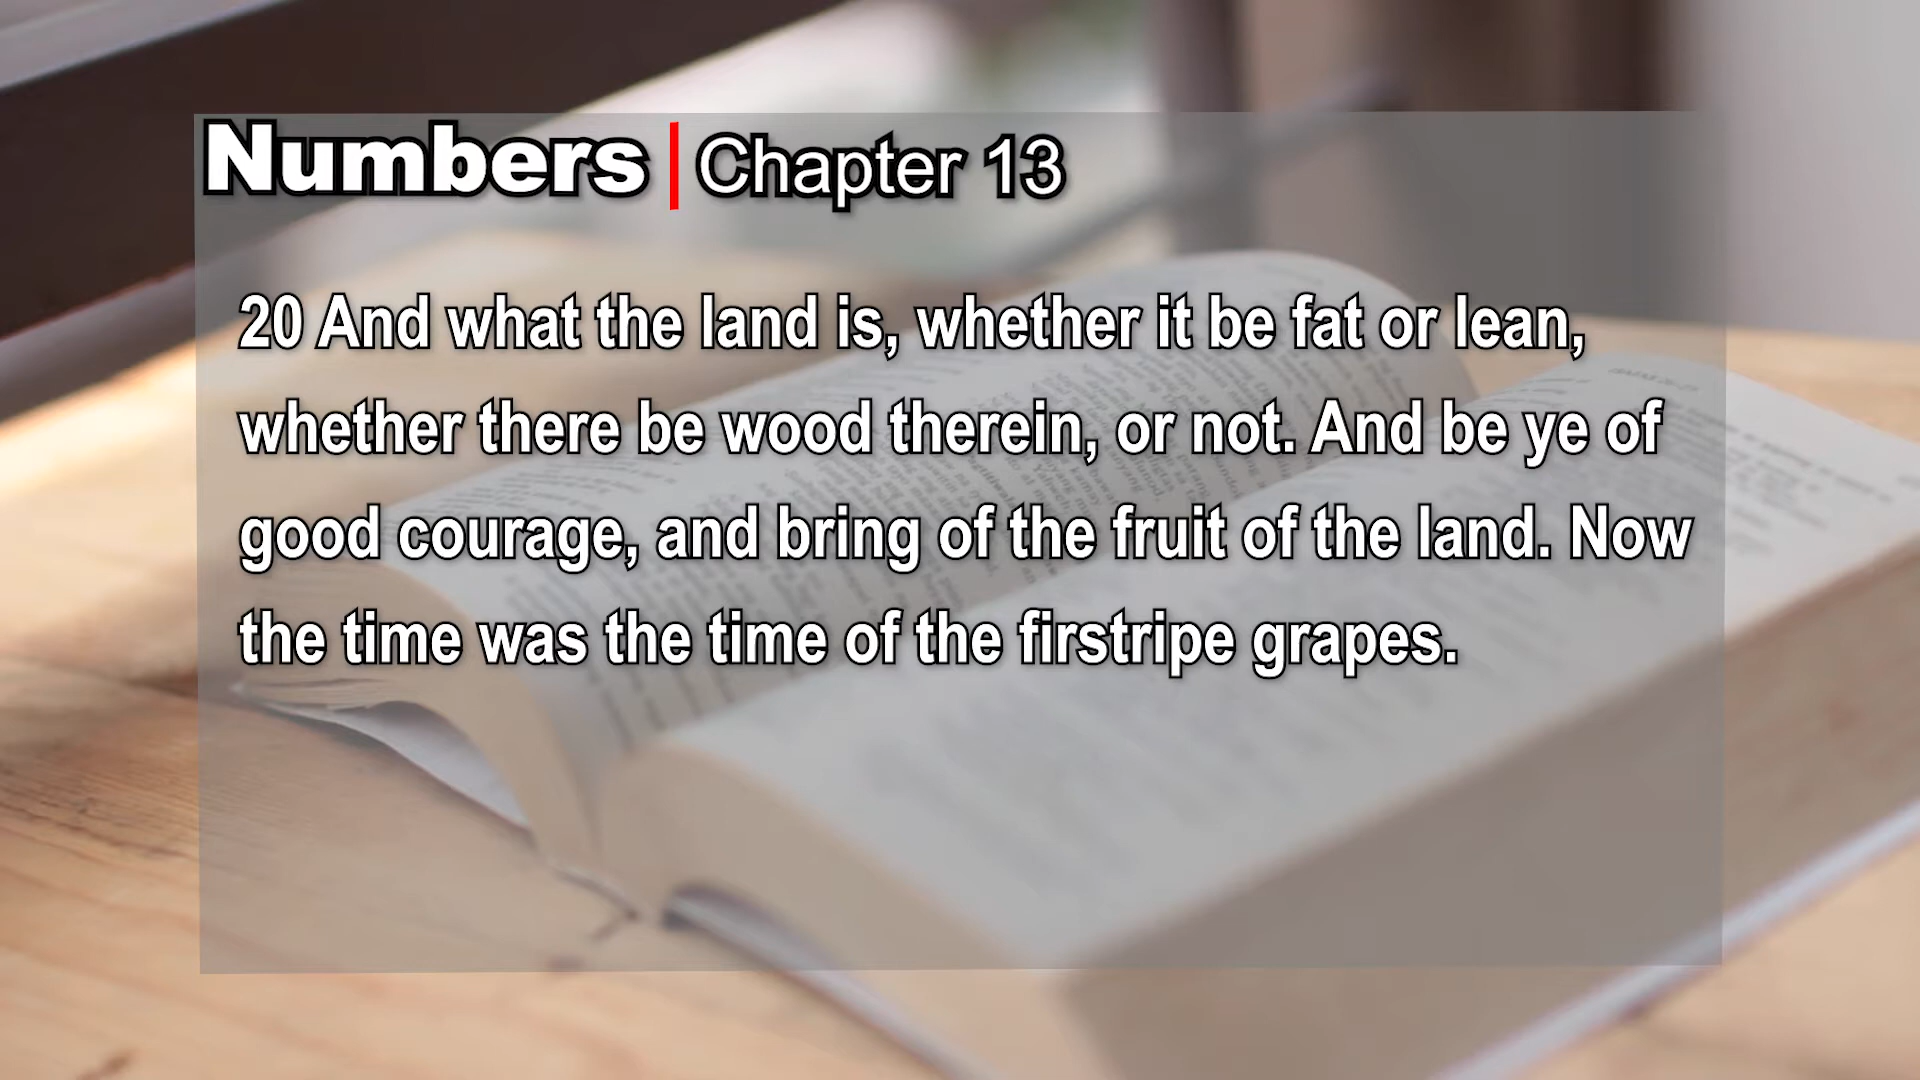 Numbers | Chapter 13
20 And what the land is, whether it be fat or lean,
whether there be wood therein, or not. And be ye of
good courage, and bring of the fruit of the land. Now
the time was the time of the firstripe grapes.